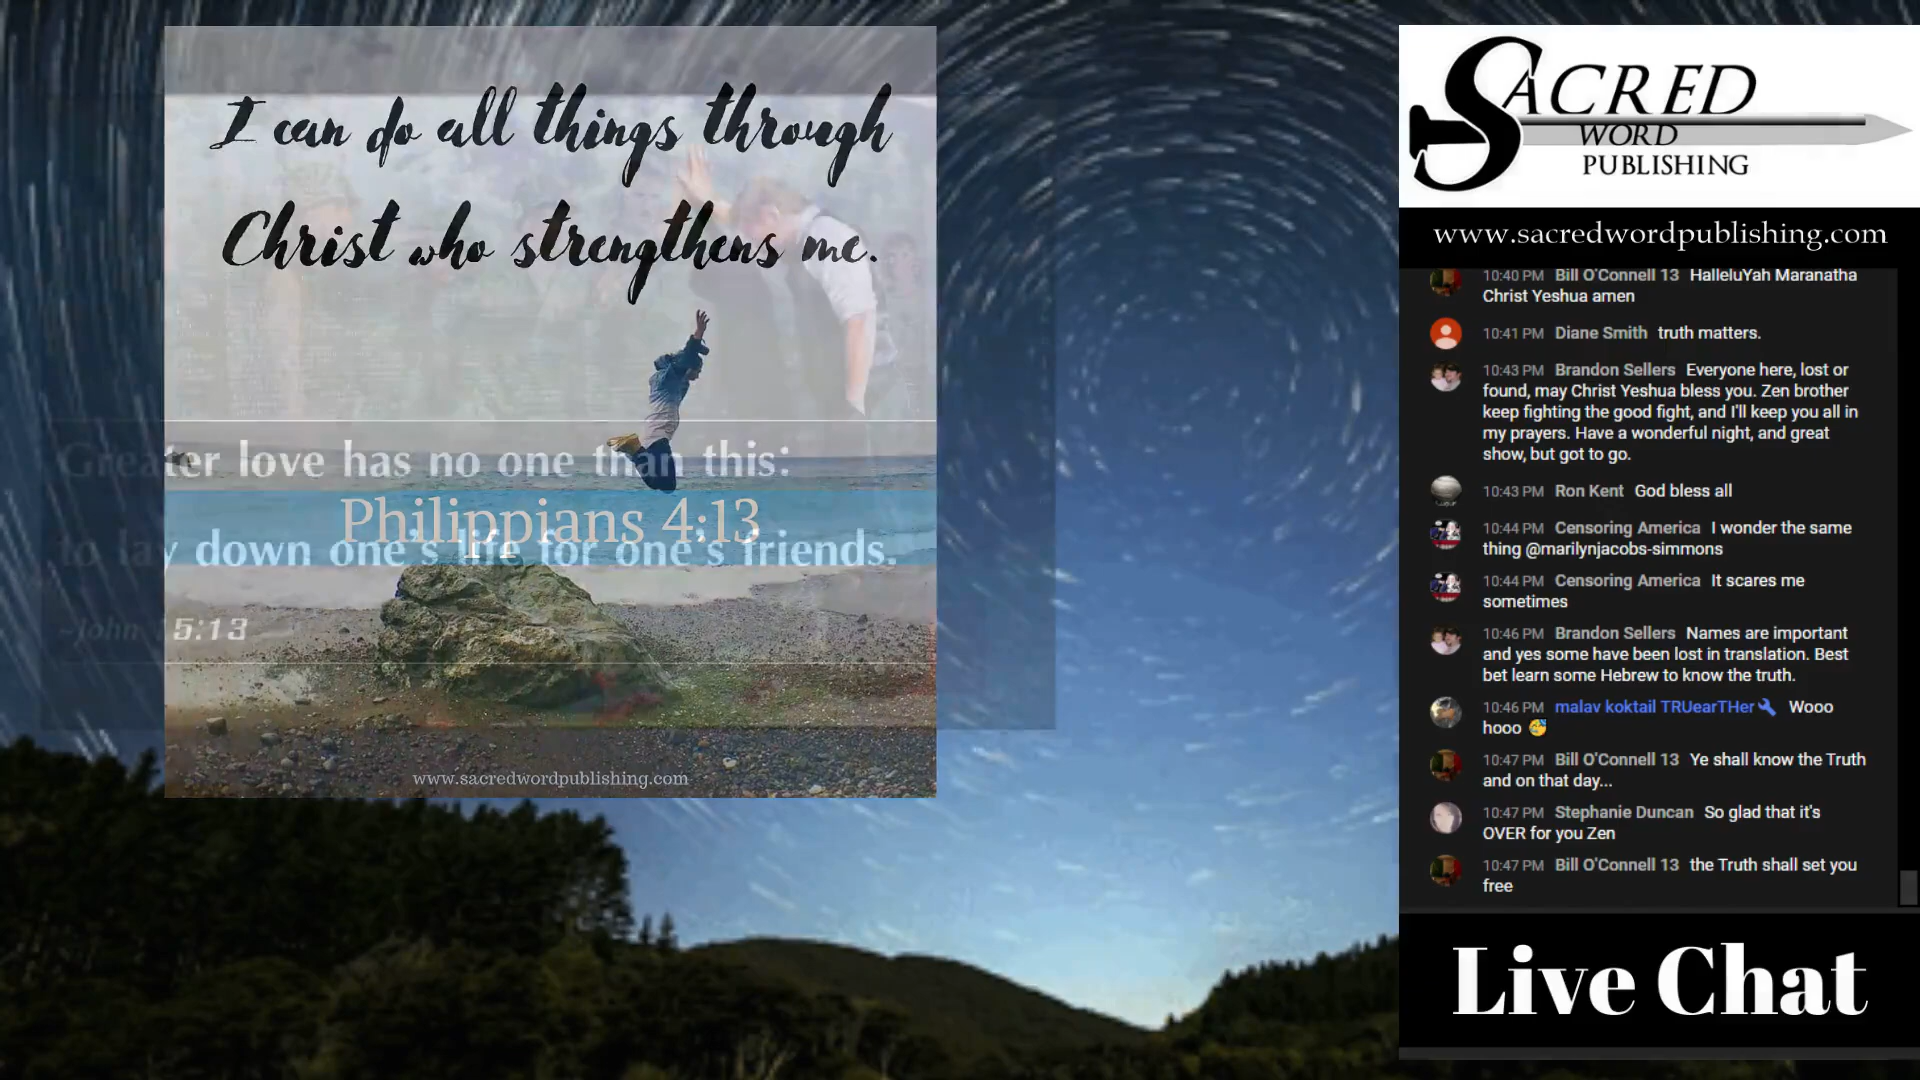 I can do all things through
Christ who strengthens me.
Greater love has no one than this:
Philippians 4:13
to lay down one's life for one's friends.
~John 15:13
www.sacredwordpublishing.com
SACRED
WORD
PUBLISHING
www.sacredwordpublishing.com
10:40 PM Bill O'Connell 13 HalleluYah Maranatha
Christ Yeshua amen
10:41 PM Diane Smith truth matters.
10:43 PM Brandon Sellers Everyone here, lost or
found, may Christ Yeshua bless you. Zen brother
keep fighting the good fight, and I'll keep you all in
my prayers. Have a wonderful night, and great
show, but got to go.
10:43 PM Ron Kent God bless all
10:44 PM Censoring America I wonder the same
thing @marilynjacobs-simmons
10:44 PM Censoring America It scares me
sometimes
10:46 PM Brandon Sellers Names are important
and yes some have been lost in translation. Best
bet learn some Hebrew to know the truth.
10:46 PM malav koktail TRUearTHer Wooo
hooo 🥳
10:47 PM Bill O'Connell 13 Ye shall know the Truth
and on that day...
10:47 PM Stephanie Duncan So glad that it's
OVER for you Zen
10:47 PM Bill O'Connell 13 the Truth shall set you
free
Live Chat